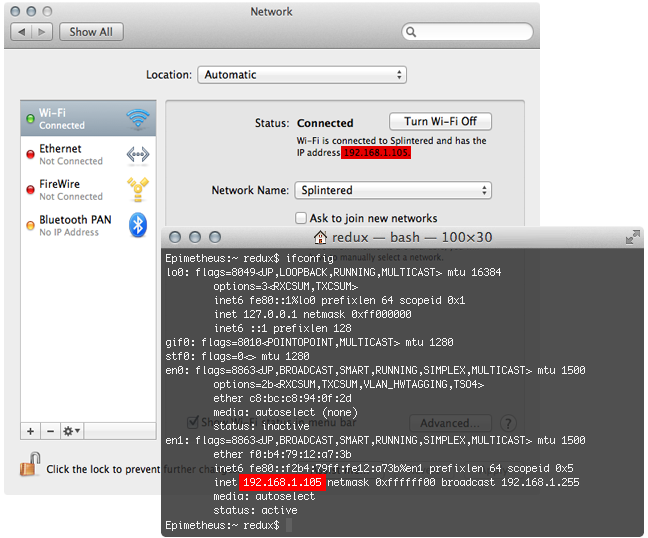 Network
Show All
Location: Automatic
Wi-Fi
Connected
Ethernet
Not Connected
FireWire
Not Connected
Bluetooth PAN
No IP Address
Status: Connected
Turn Wi-Fi Off
Wi-Fi is connected to Splintered and has the
IP address 192.168.1.105.
Network Name: Splintered
Ask to join new networks
redux — bash — 100×30
Epimetheus:~ redux$ ifconfig
lo0: flags=8049<UP,LOOPBACK,RUNNING,MULTICAST> mtu 16384
options=3<RXCSUM,TXCSUM>
inet6 fe80::1%lo0 prefixlen 64 scopeid 0x1
inet 127.0.0.1 netmask 0xff000000
inet6 ::1 prefixlen 128
gif0: flags=8010<POINTOPOINT,MULTICAST> mtu 1280
stf0: flags=0<> mtu 1280
en0: flags=8863<UP,BROADCAST,SMART,RUNNING,SIMPLEX,MULTICAST> mtu 1500
options=2b<RXCSUM,TXCSUM,VLAN_HWTAGGING,TSO4>
ether c8:bc:c8:94:0f:2d
media: autoselect (none)
status: inactive
en1: flags=8863<UP,BROADCAST,SMART,RUNNING,SIMPLEX,MULTICAST> mtu 1500
ether f0:b4:79:12:a7:3b
inet6 fe80::f2b4:79ff:fe12:a73b%en1 prefixlen 64 scopeid 0x5
inet 192.168.1.105 netmask 0xffffff00 broadcast 192.168.1.255
media: autoselect
status: active
Epimetheus:~ redux$
manually select a network.
menu bar
Advanced...
?
Click the lock to prevent further